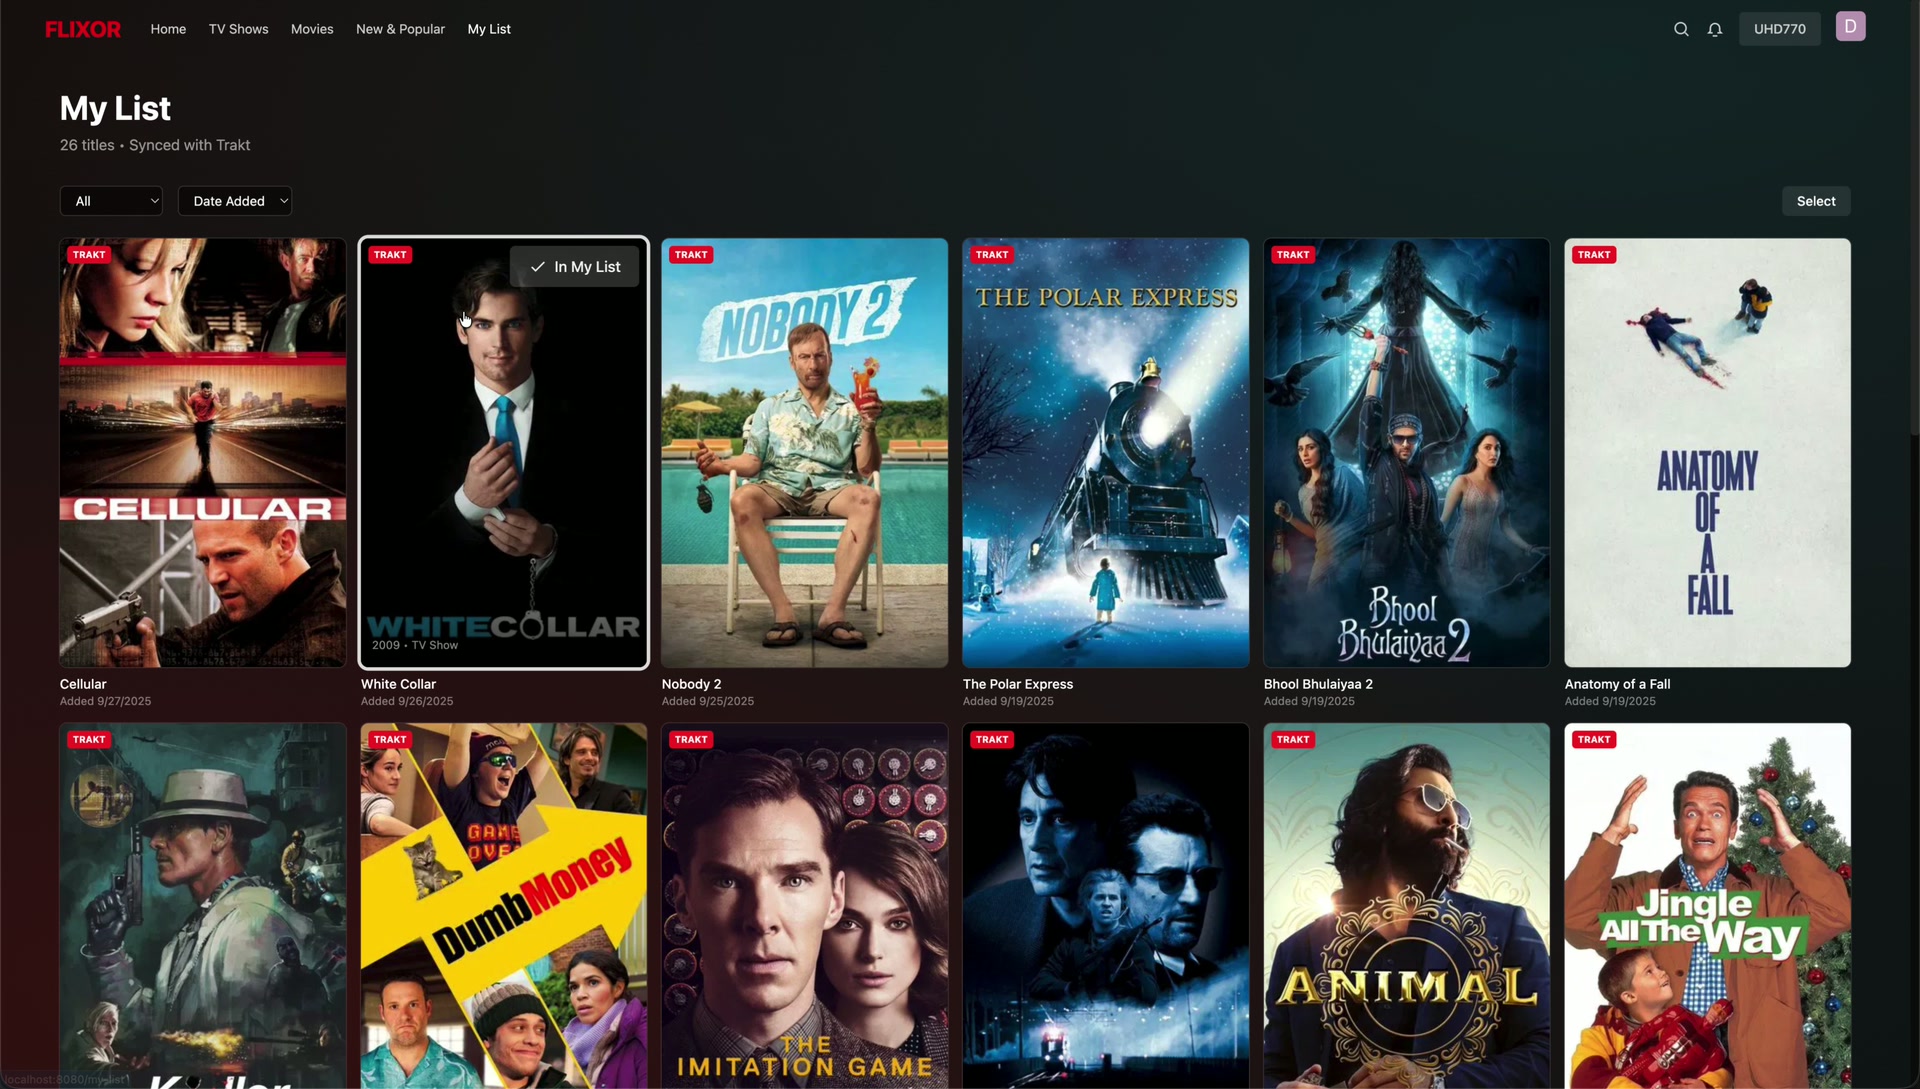 FLIXOR Home TV Shows Movies New & Popular My List UHD770 D
My List
26 titles • Synced with Trakt
All Date Added Select
TRAKT
CELLULAR
Cellular
Added 9/27/2025
TRAKT
In My List
WHITECOLLAR
2009 • TV Show
White Collar
Added 9/26/2025
TRAKT
NOBODY 2
Nobody 2
Added 9/25/2025
TRAKT
THE POLAR EXPRESS
The Polar Express
Added 9/19/2025
TRAKT
Bhool
Bhulaiyaa 2
Bhool Bhulaiyaa 2
Added 9/19/2025
TRAKT
ANATOMY
OF
A
FALL
Anatomy of a Fall
Added 9/19/2025
TRAKT
TRAKT
GAME
OVER
DumbMoney
TRAKT
THE
IMITATION GAME
TRAKT
TRAKT
ANIMAL
TRAKT
Jingle
All The Way
localhost:8080/my-list